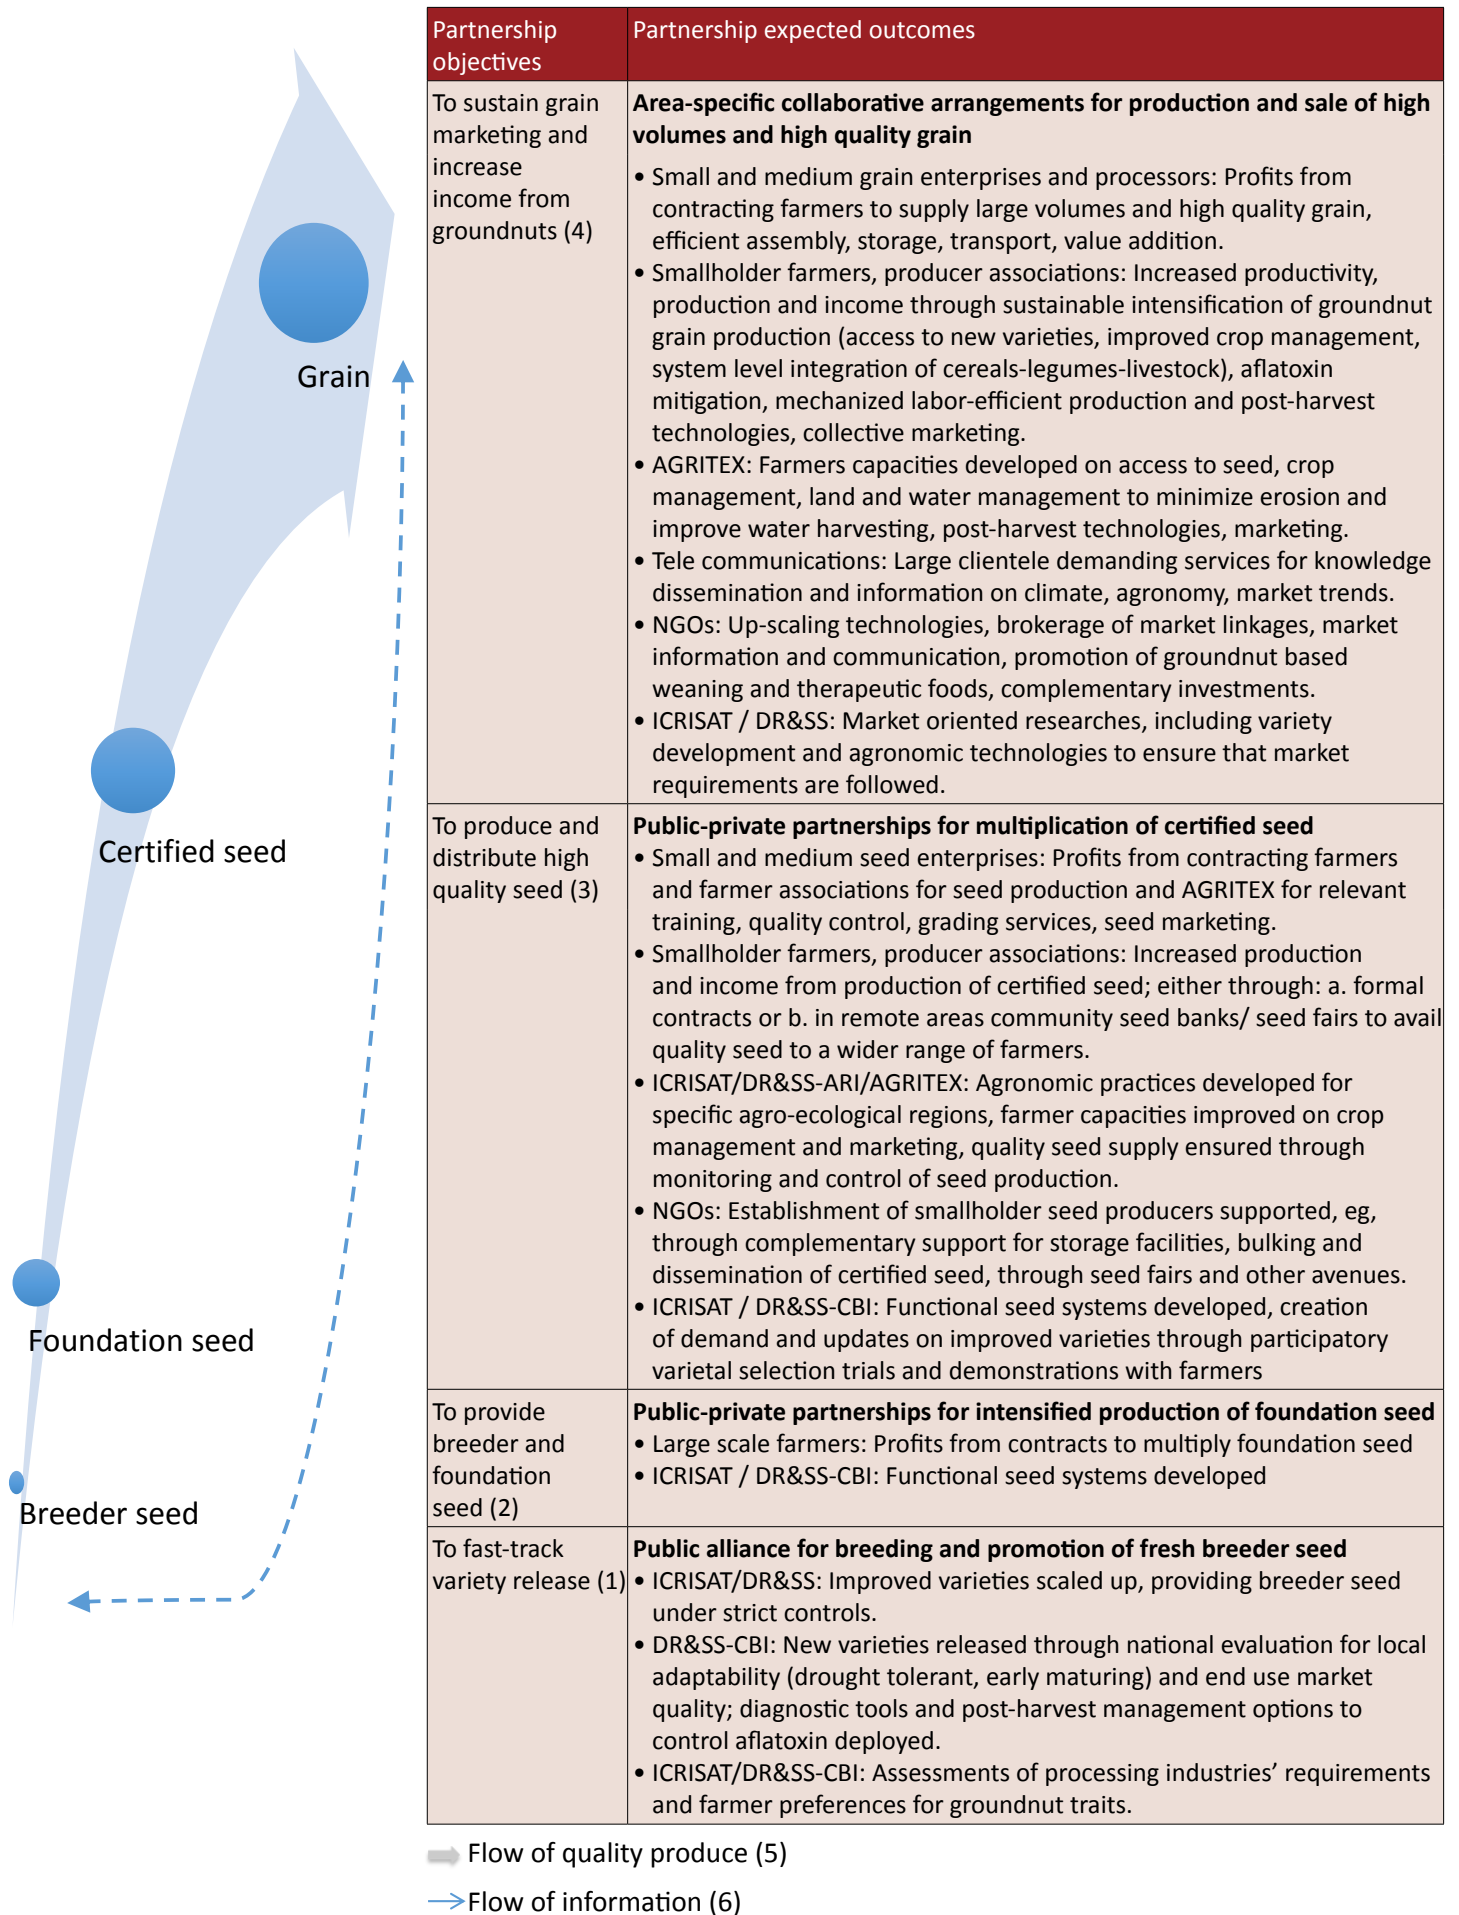 Partnership
objectives
Partnership expected outcomes
To sustain grain
marketing and
increase
income from
groundnuts (4)
Area-specific collaborative arrangements for production and sale of high
volumes and high quality grain
• Small and medium grain enterprises and processors: Profits from
contracting farmers to supply large volumes and high quality grain,
efficient assembly, storage, transport, value addition.
• Smallholder farmers, producer associations: Increased productivity,
production and income through sustainable intensification of groundnut
grain production (access to new varieties, improved crop management,
system level integration of cereals-legumes-livestock), aflatoxin
mitigation, mechanized labor-efficient production and post-harvest
technologies, collective marketing.
• AGRITEX: Farmers capacities developed on access to seed, crop
management, land and water management to minimize erosion and
improve water harvesting, post-harvest technologies, marketing.
• Tele communications: Large clientele demanding services for knowledge
dissemination and information on climate, agronomy, market trends.
• NGOs: Up-scaling technologies, brokerage of market linkages, market
information and communication, promotion of groundnut based
weaning and therapeutic foods, complementary investments.
• ICRISAT / DR&SS: Market oriented researches, including variety
development and agronomic technologies to ensure that market
requirements are followed.
To produce and
distribute high
quality seed (3)
Public-private partnerships for multiplication of certified seed
• Small and medium seed enterprises: Profits from contracting farmers
and farmer associations for seed production and AGRITEX for relevant
training, quality control, grading services, seed marketing.
• Smallholder farmers, producer associations: Increased production
and income from production of certified seed; either through: a. formal
contracts or b. in remote areas community seed banks/ seed fairs to avail
quality seed to a wider range of farmers.
• ICRISAT/DR&SS-ARI/AGRITEX: Agronomic practices developed for
specific agro-ecological regions, farmer capacities improved on crop
management and marketing, quality seed supply ensured through
monitoring and control of seed production.
• NGOs: Establishment of smallholder seed producers supported, eg,
through complementary support for storage facilities, bulking and
dissemination of certified seed, through seed fairs and other avenues.
• ICRISAT / DR&SS-CBI: Functional seed systems developed, creation
of demand and updates on improved varieties through participatory
varietal selection trials and demonstrations with farmers
To provide
breeder and
foundation
seed (2)
Public-private partnerships for intensified production of foundation seed
• Large scale farmers: Profits from contracts to multiply foundation seed
• ICRISAT / DR&SS-CBI: Functional seed systems developed
To fast-track
variety release (1)
Public alliance for breeding and promotion of fresh breeder seed
• ICRISAT/DR&SS: Improved varieties scaled up, providing breeder seed
under strict controls.
• DR&SS-CBI: New varieties released through national evaluation for local
adaptability (drought tolerant, early maturing) and end use market
quality; diagnostic tools and post-harvest management options to
control aflatoxin deployed.
• ICRISAT/DR&SS-CBI: Assessments of processing industries’ requirements
and farmer preferences for groundnut traits.
Grain
Certified seed
Foundation seed
Breeder seed
Flow of quality produce (5)
Flow of information (6)